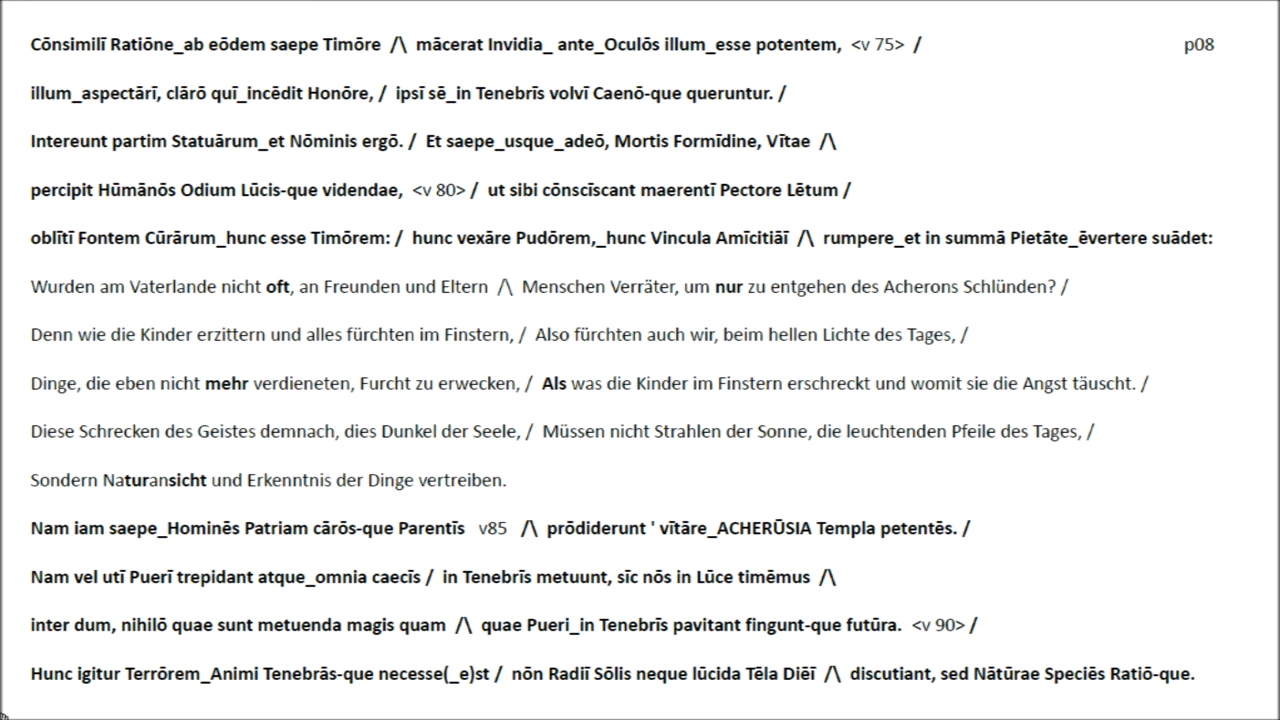 Cōnsimilī Ratiōne_ab eōdem saepe Timōre /\ mācerat Invidia_ ante_Oculōs illum_esse potentem, <v 75> / p08
illum_aspectārī, clārō quī_incēdit Honōre, / ipsī sē_in Tenebrīs volvī Caenō-que queruntur. /
Intereunt partim Statuārum_et Nōminis ergō. / Et saepe_usque_adeō, Mortis Formīdine, Vītae /\
percipit Hūmānōs Odium Lūcis-que videndae, <v 80> / ut sibi cōnscīscant maerentī Pectore Lētum /
oblītī Fontem Cūrārum_hunc esse Timōrem: / hunc vexāre Pudōrem,_hunc Vincula Amīcitiāī /\ rumpere_et in summā Pietāte_ēvertere suādet:
Wurden am Vaterlande nicht oft, an Freunden und Eltern /\ Menschen Verräter, um nur zu entgehen des Acherons Schlünden? /
Denn wie die Kinder erzittern und alles fürchten im Finstern, / Also fürchten auch wir, beim hellen Lichte des Tages, /
Dinge, die eben nicht mehr verdieneten, Furcht zu erwecken, / Als was die Kinder im Finstern erschreckt und womit sie die Angst täuscht. /
Diese Schrecken des Geistes demnach, dies Dunkel der Seele, / Müssen nicht Strahlen der Sonne, die leuchtenden Pfeile des Tages, /
Sondern Naturansicht und Erkenntnis der Dinge vertreiben.
Nam iam saepe_Hominēs Patriam cārōs-que Parentīs v85 /\ prōdiderunt ' vītāre_ACHERŪSIA Templa petentēs. /
Nam vel utī Puerī trepidant atque_omnia caecīs / in Tenebrīs metuunt, sīc nōs in Lūce timēmus /\
inter dum, nihilō quae sunt metuenda magis quam /\ quae Pueri_in Tenebrīs pavitant fingunt-que futūra. <v 90> /
Hunc igitur Terrōrem_Animi Tenebrās-que necesse(_e)st / nōn Radiī Sōlis neque lūcida Tēla Diēī /\ discutiant, sed Nātūrae Speciēs Ratiō-que.